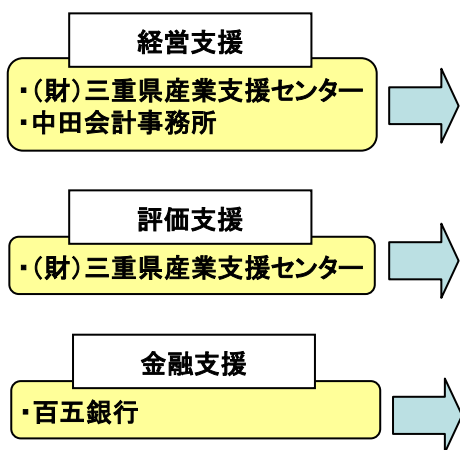 経営支援
・（財）三重県産業支援センター
・中田会計事務所
評価支援
・（財）三重県産業支援センター
金融支援
・百五銀行